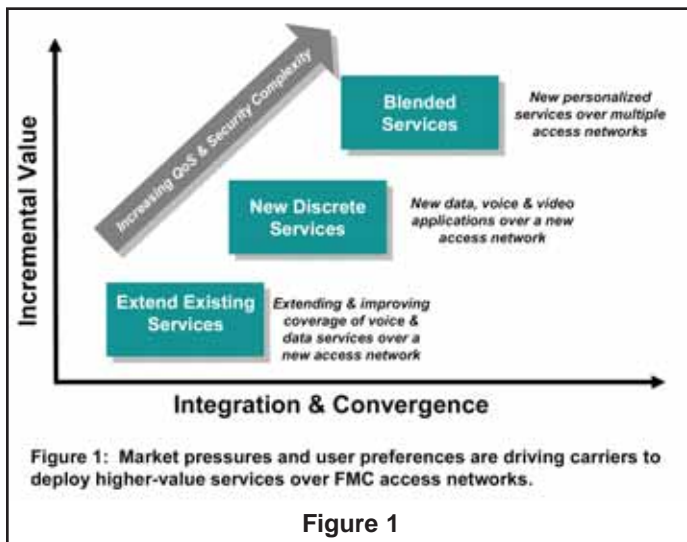 Incremental Value
Increasing QoS & Security Complexity
Blended
Services
New personalized
services over multiple
access networks
New Discrete
Services
New data, voice & video
applications over a new
access network
Extend Existing
Services
Extending & improving
coverage of voice &
data services over a
new access network
Integration & Convergence
Figure 1: Market pressures and user preferences are driving carriers to
deploy higher-value services over FMC access networks.
Figure 1